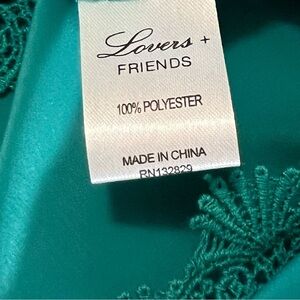 Lovers +
FRIENDS
100% POLYESTER
MADE IN CHINA
RN132829